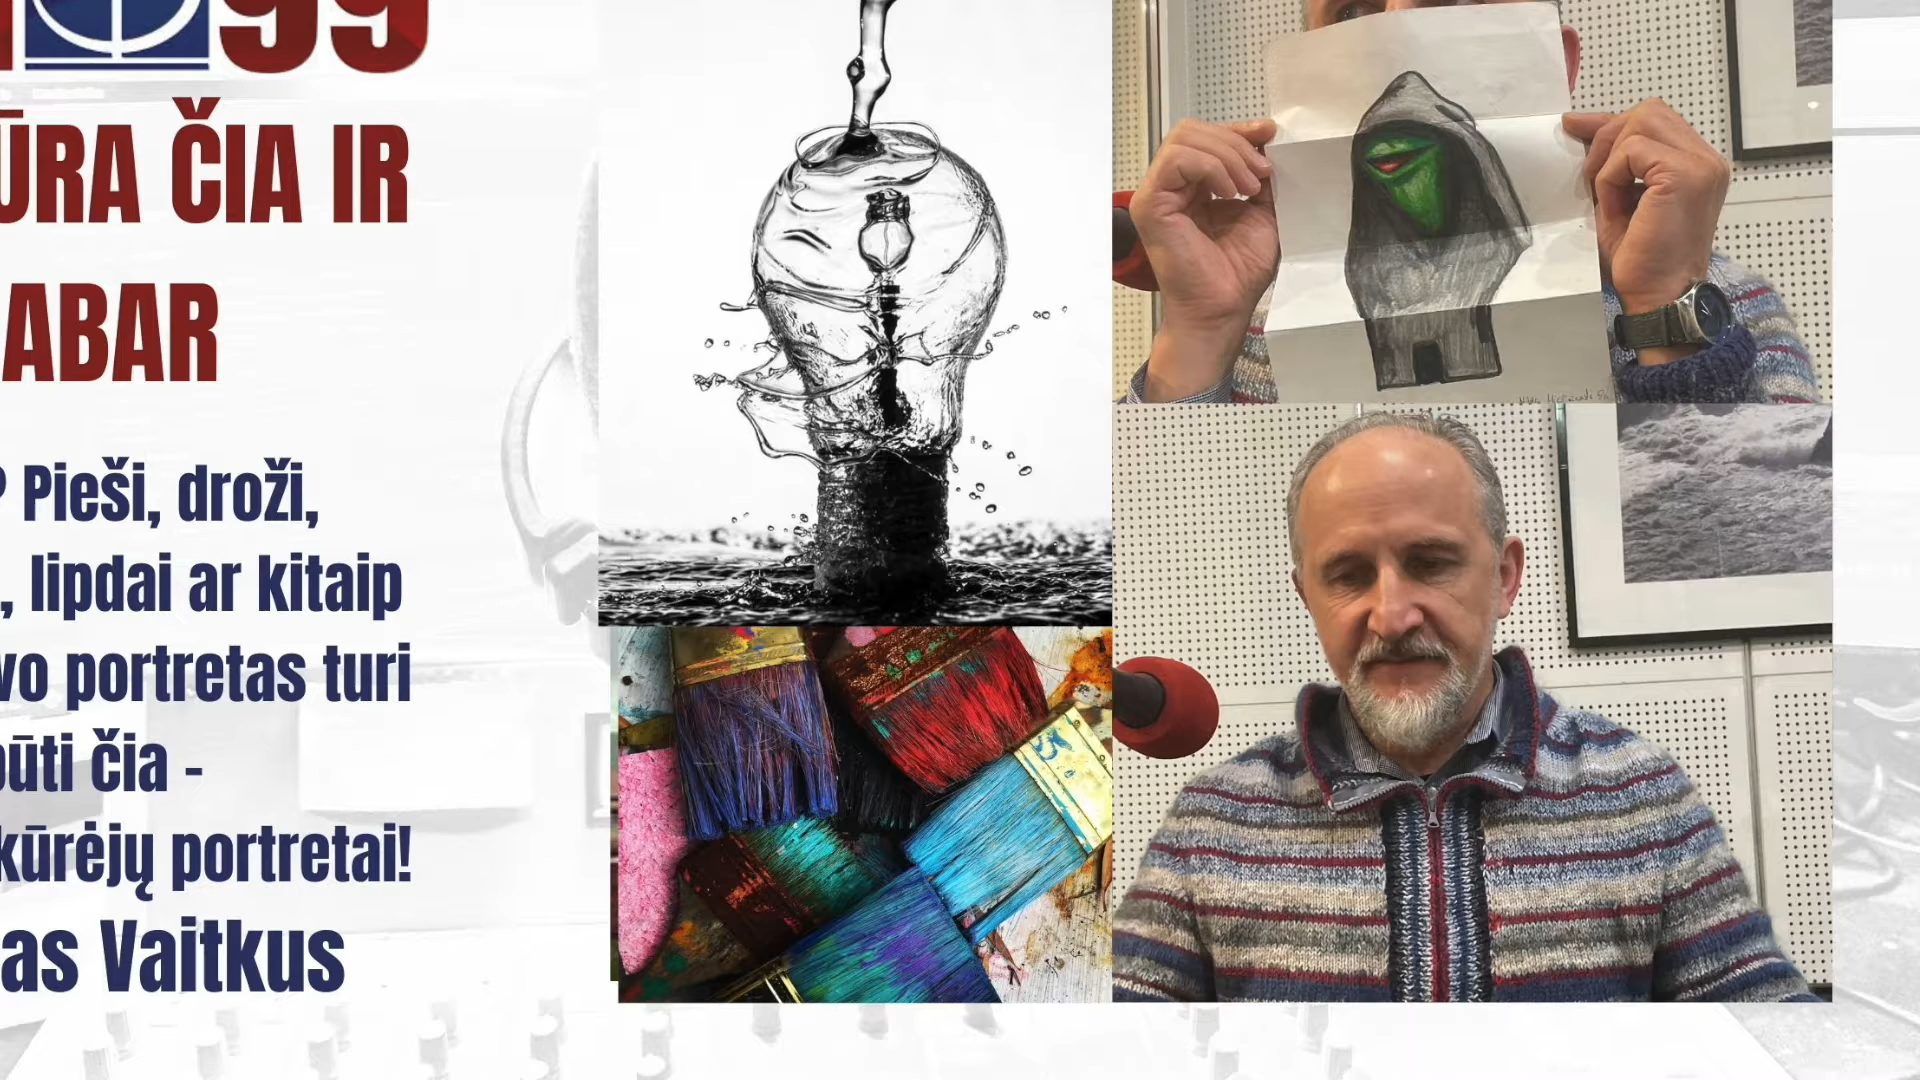 99
ŪRA ČIA IR
ABAR
? Pieši, droži,
, lipdai ar kitaip
vo portretas turi
būti čia -
kūrėjų portretai!
as Vaitkus